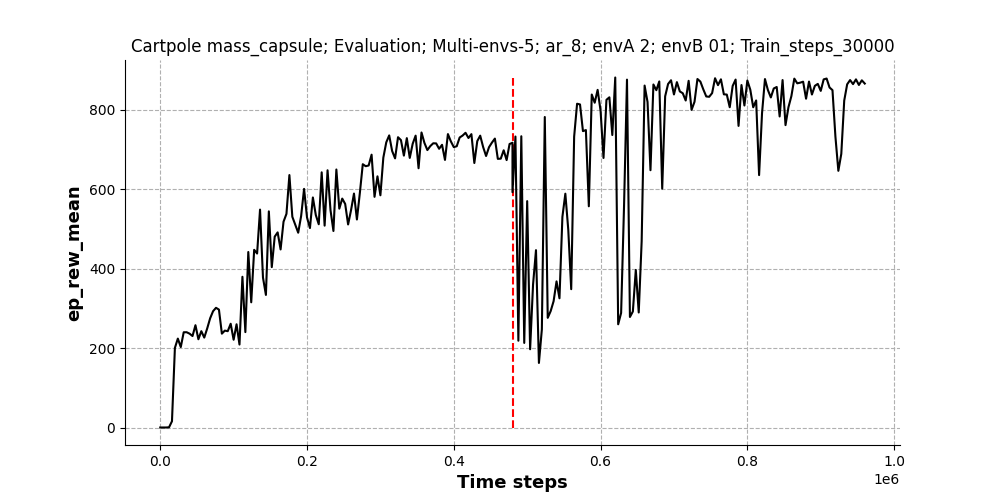 Cartpole mass_capsule; Evaluation; Multi-envs-5; ar_8; envA 2; envB 01; Train_steps_30000
ep_rew_mean
800
600
400
200
0
0.0 0.2 0.4 0.6 0.8 1.0
1e6
Time steps